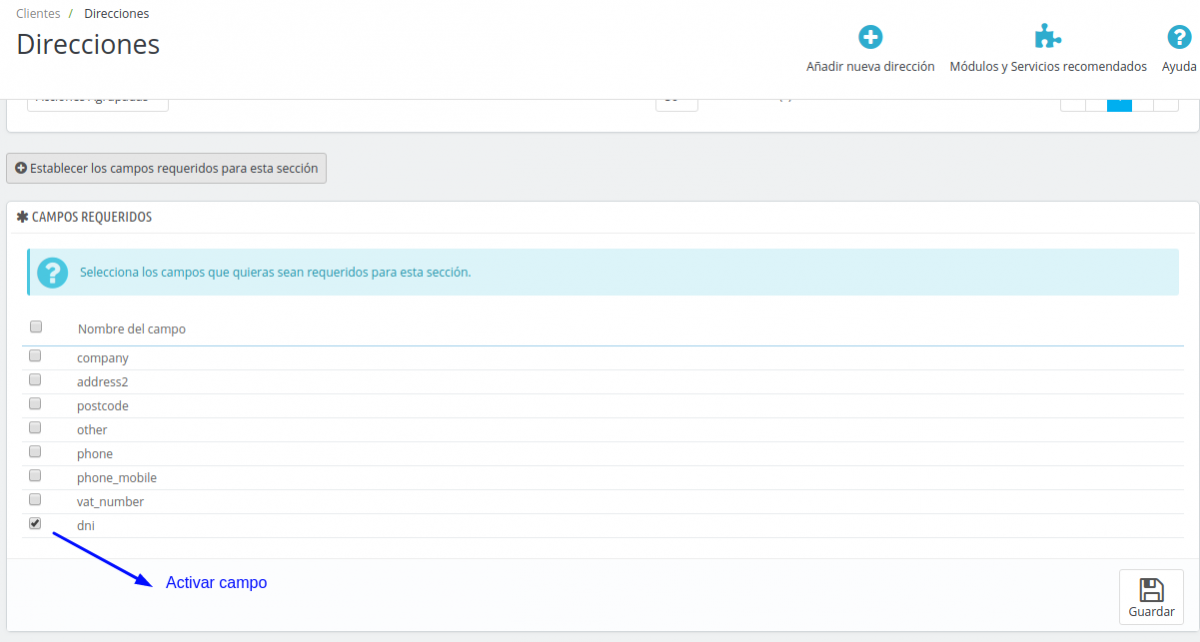 Clientes / Direcciones
Direcciones
Añadir nueva dirección
Módulos y Servicios recomendados
Ayuda
Establecer los campos requeridos para esta sección
CAMPOS REQUERIDOS
Selecciona los campos que quieras sean requeridos para esta sección.
Nombre del campo
company
address2
postcode
other
phone
phone_mobile
vat_number
dni
Activar campo
Guardar